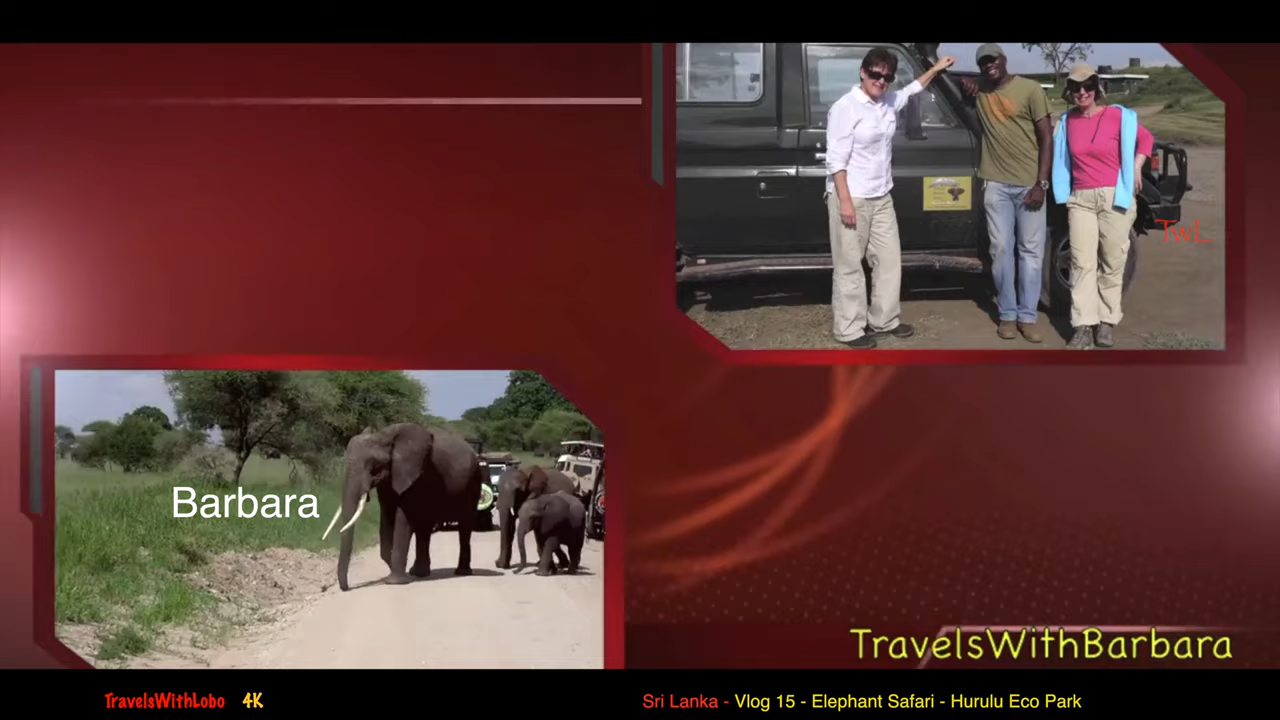 TwL
Barbara
TravelsWithBarbara
TravelsWithLobo 4K
Sri Lanka - Vlog 15 - Elephant Safari - Hurulu Eco Park